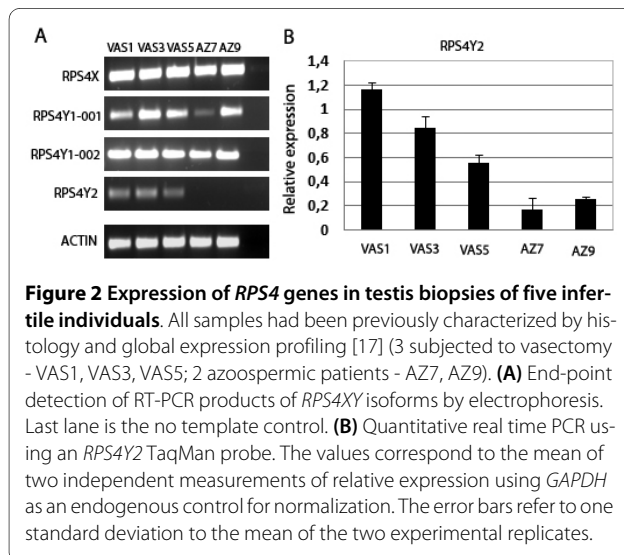 A
VAS1 VAS3 VAS5 AZ7 AZ9
RPS4X
RPS4Y1-001
RPS4Y1-002
RPS4Y2
ACTIN
B
RPS4Y2
Relative expression
1,4
1,2
1
0,8
0,6
0,4
0,2
0
VAS1 VAS3 VAS5 AZ7 AZ9
Figure 2 Expression of RPS4 genes in testis biopsies of five infer-
tile individuals. All samples had been previously characterized by his-
tology and global expression profiling [17] (3 subjected to vasectomy
- VAS1, VAS3, VAS5; 2 azoospermic patients - AZ7, AZ9). (A) End-point
detection of RT-PCR products of RPS4XY isoforms by electrophoresis.
Last lane is the no template control. (B) Quantitative real time PCR us-
ing an RPS4Y2 TaqMan probe. The values correspond to the mean of
two independent measurements of relative expression using GAPDH
as an endogenous control for normalization. The error bars refer to one
standard deviation to the mean of the two experimental replicates.